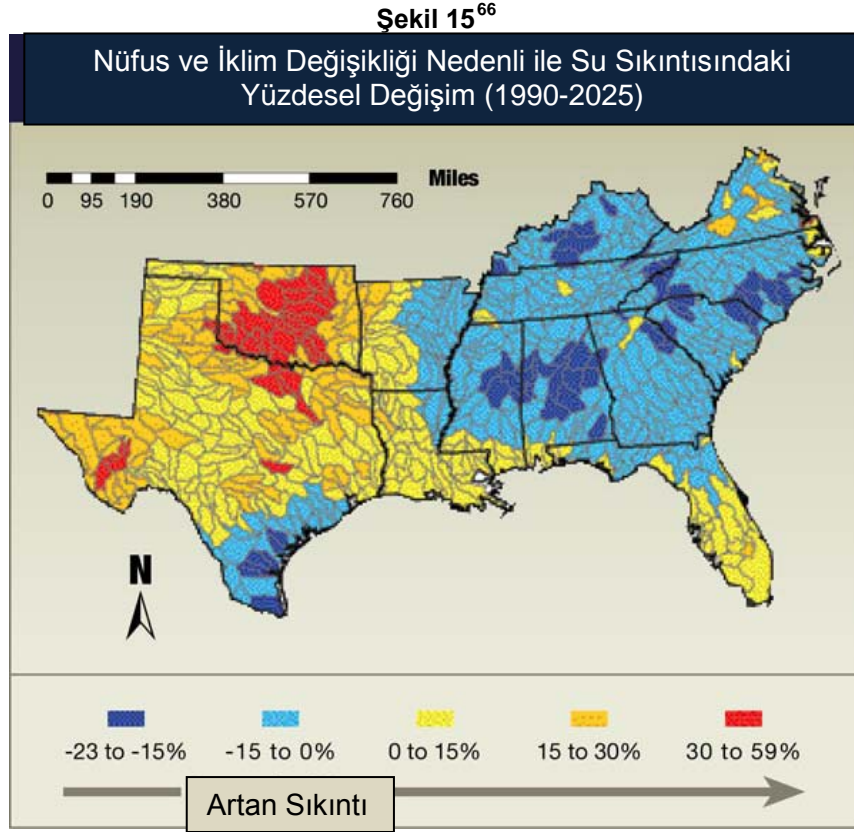 Şekil 15⁶⁶
Nüfus ve İklim Değişikliği Nedenli ile Su Sıkıntısındaki
Yüzdesel Değişim (1990-2025)
Miles
0 95 190 380 570 760
N
-23 to -15% -15 to 0% 0 to 15% 15 to 30% 30 to 59%
Artan Sıkıntı